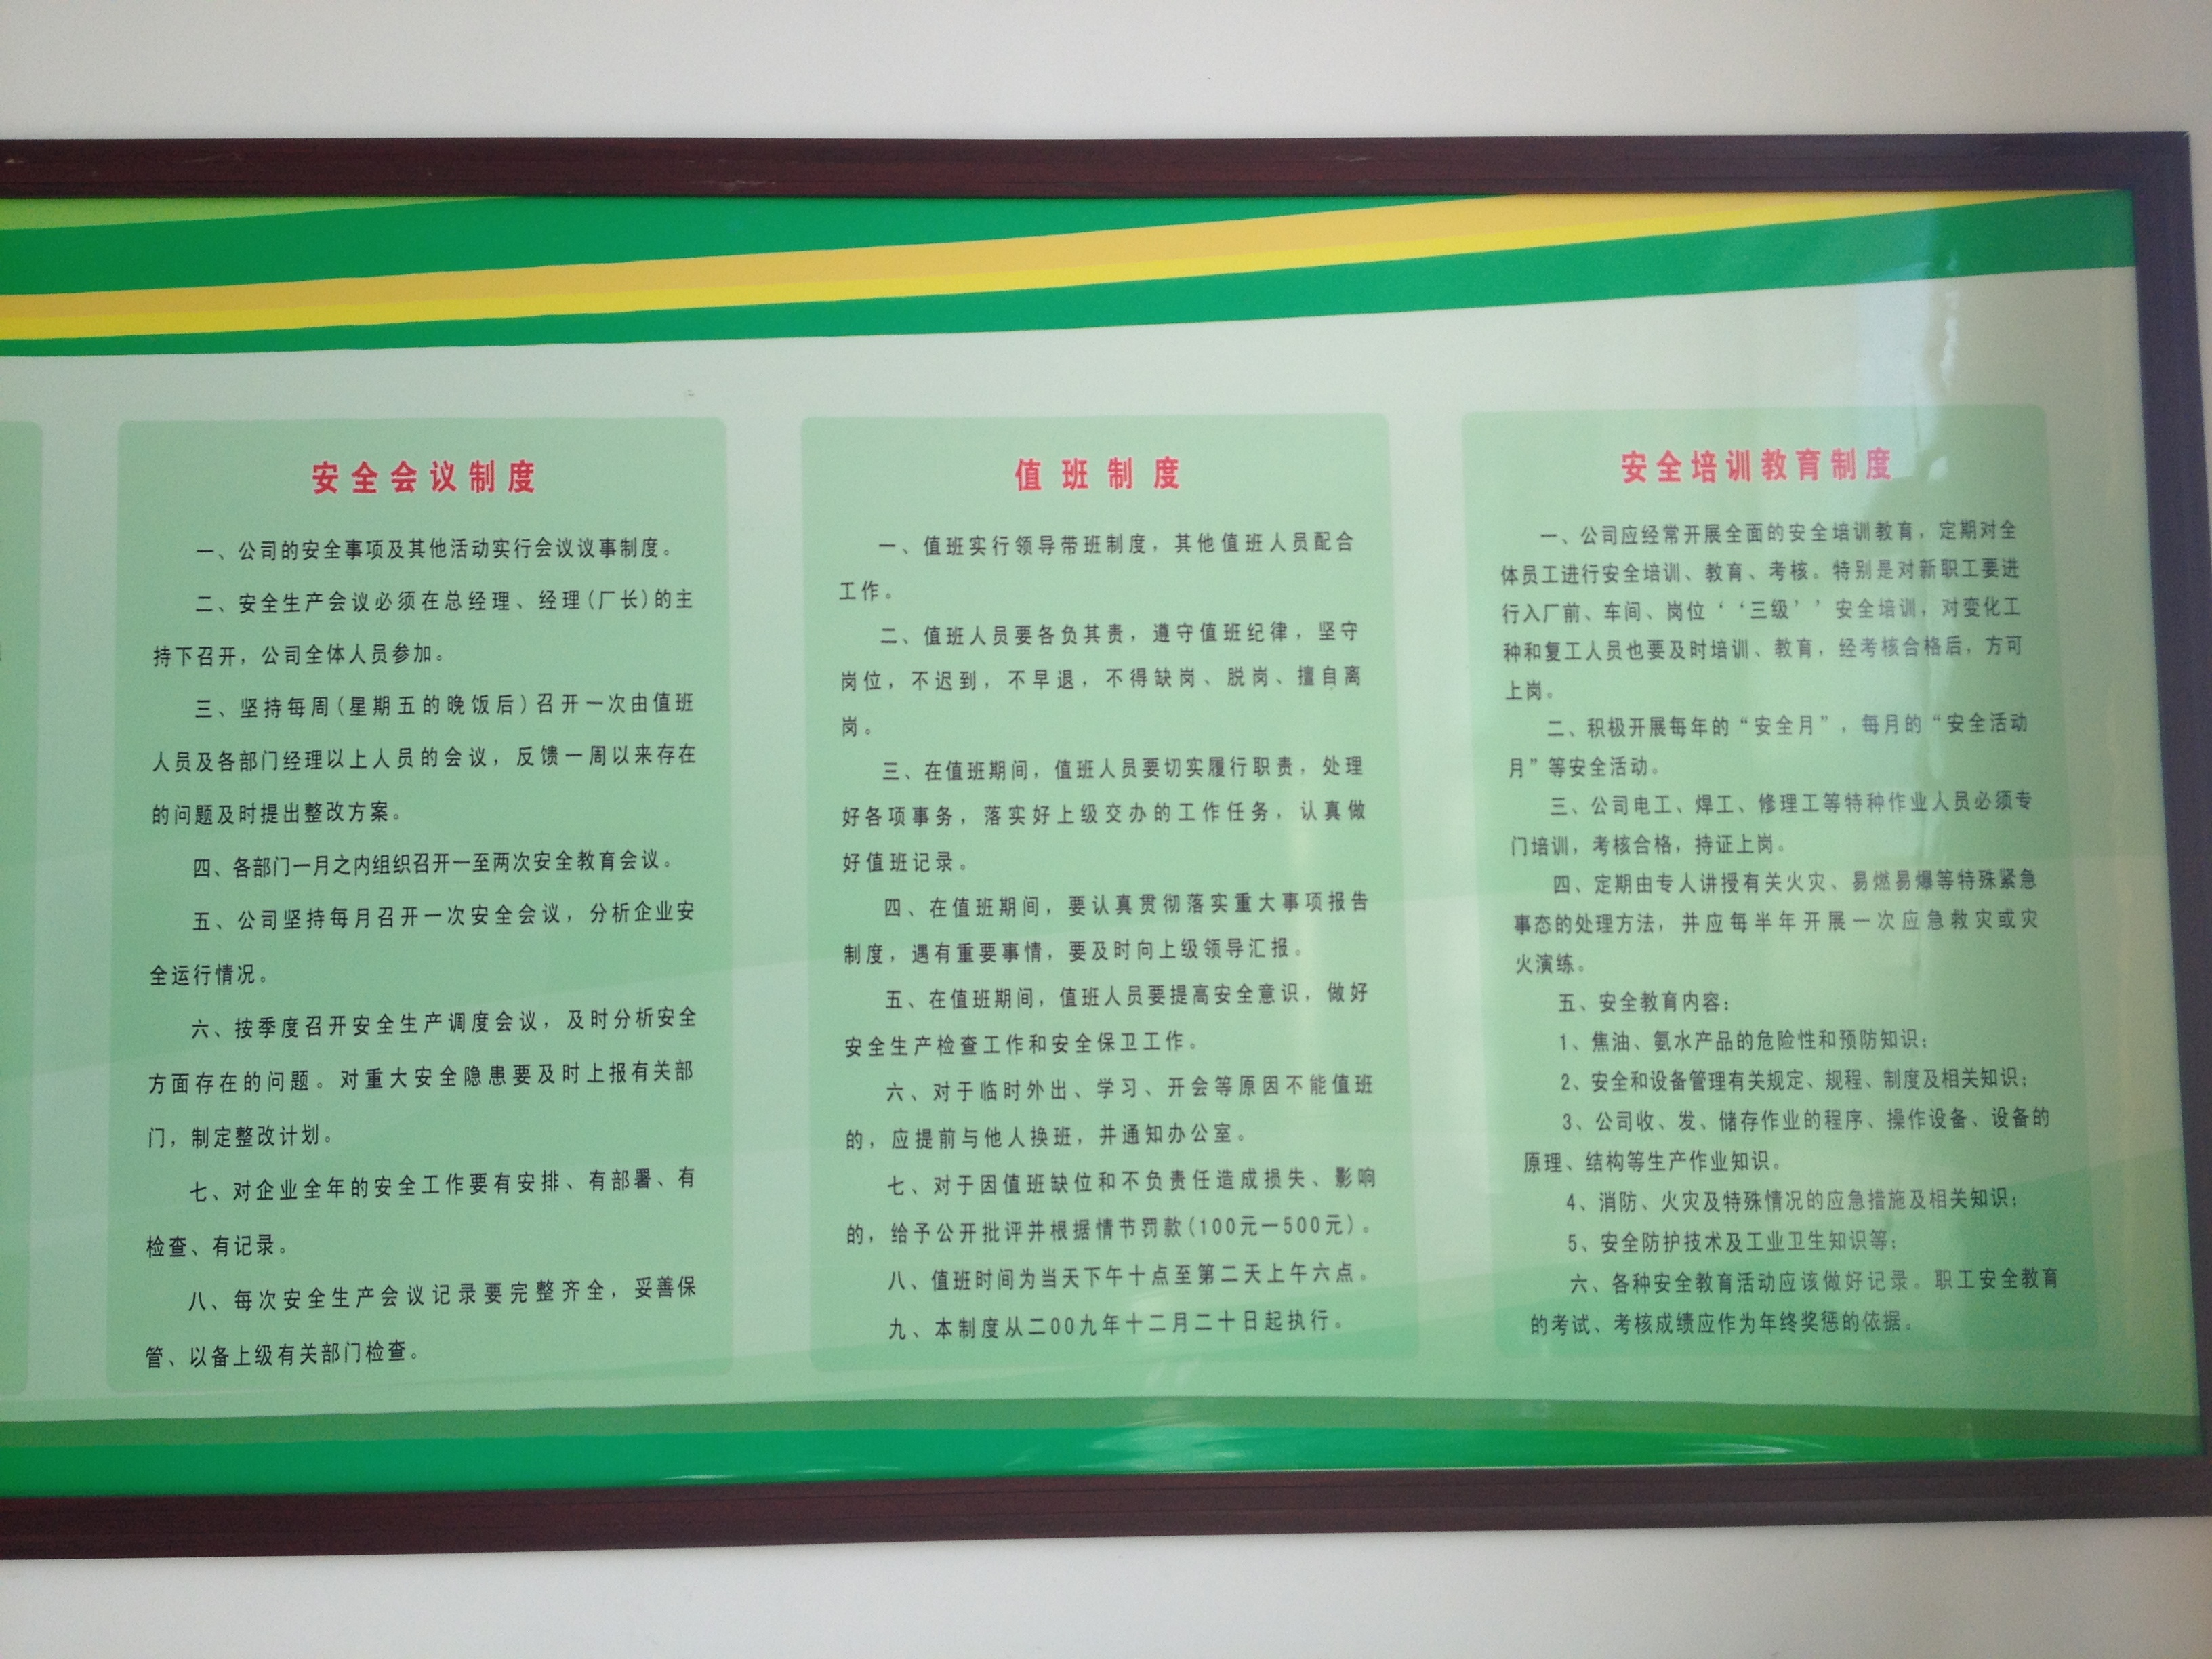 安全会议制度
一、公司的安全事项及其他活动实行会议议事制度。
二、安全生产会议必须在总经理、经理(厂长)的主
持下召开，公司全体人员参加。
三、坚持每周(星期五的晚饭后)召开一次由值班
人员及各部门经理以上人员的会议，反馈一周以来存在
的问题及时提出整改方案。
四、各部门一月之内组织召开一至两次安全教育会议。
五、公司坚持每月召开一次安全会议，分析企业安
全运行情况。
六、按季度召开安全生产调度会议，及时分析安全
方面存在的问题。对重大安全隐患要及时上报有关部
门，制定整改计划。
七、对企业全年的安全工作要有安排、有部署、有
检查、有记录。
八、每次安全生产会议记录要完整齐全，妥善保
管、以备上级有关部门检查。
值班制度
一、值班实行领导带班制度，其他值班人员配合
工作。
二、值班人员要各负其责，遵守值班纪律，坚守
岗位，不迟到，不早退，不得缺岗、脱岗、擅自离
岗。
三、在值班期间，值班人员要切实履行职责，处理
好各项事务，落实好上级交办的工作任务，认真做
好值班记录。
四、在值班期间，要认真贯彻落实重大事项报告
制度，遇有重要事情，要及时向上级领导汇报。
五、在值班期间，值班人员要提高安全意识，做好
安全生产检查工作和安全保卫工作。
六、对于临时外出、学习、开会等原因不能值班
的，应提前与他人换班，并通知办公室。
七、对于因值班缺位和不负责任造成损失、影响
的，给予公开批评并根据情节罚款(100元一500元)。
八、值班时间为当天下午十点至第二天上午六点。
九、本制度从二00九年十二月二十日起执行。
安全培训教育制度
一、公司应经常开展全面的安全培训教育，定期对全
体员工进行安全培训、教育、考核。特别是对新职工要进
行入厂前、车间、岗位‘‘三级’’安全培训，对变化工
种和复工人员也要及时培训、教育，经考核合格后，方可
上岗。
二、积极开展每年的“安全月”，每月的“安全活动
月”等安全活动。
三、公司电工、焊工、修理工等特种作业人员必须专
门培训，考核合格，持证上岗。
四、定期由专人讲授有关火灾、易燃易爆等特殊紧急
事态的处理方法，并应每半年开展一次应急救灾或灾
火演练。
五、安全教育内容：
1、焦油、氨水产品的危险性和预防知识；
2、安全和设备管理有关规定、规程、制度及相关知识；
3、公司收、发、储存作业的程序、操作设备、设备的
原理、结构等生产作业知识。
4、消防、火灾及特殊情况的应急措施及相关知识；
5、安全防护技术及工业卫生知识等；
六、各种安全教育活动应该做好记录。职工安全教育
的考试、考核成绩应作为年终奖惩的依据。